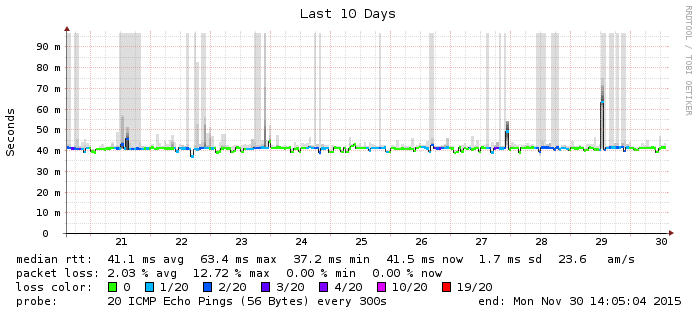 Last 10 Days
RRDTOOL / TOBI OETIKER
Seconds
90 m
80 m
70 m
60 m
50 m
40 m
30 m
20 m
10 m
0
21 22 23 24 25 26 27 28 29 30
median rtt: 41.1 ms avg 63.4 ms max 37.2 ms min 41.5 ms now 1.7 ms sd 23.6 am/s
packet loss: 2.03 % avg 12.72 % max 0.00 % min 0.00 % now
loss color: 0 1/20 2/20 3/20 4/20 10/20 19/20
probe: 20 ICMP Echo Pings (56 Bytes) every 300s end: Mon Nov 30 14:05:04 2015